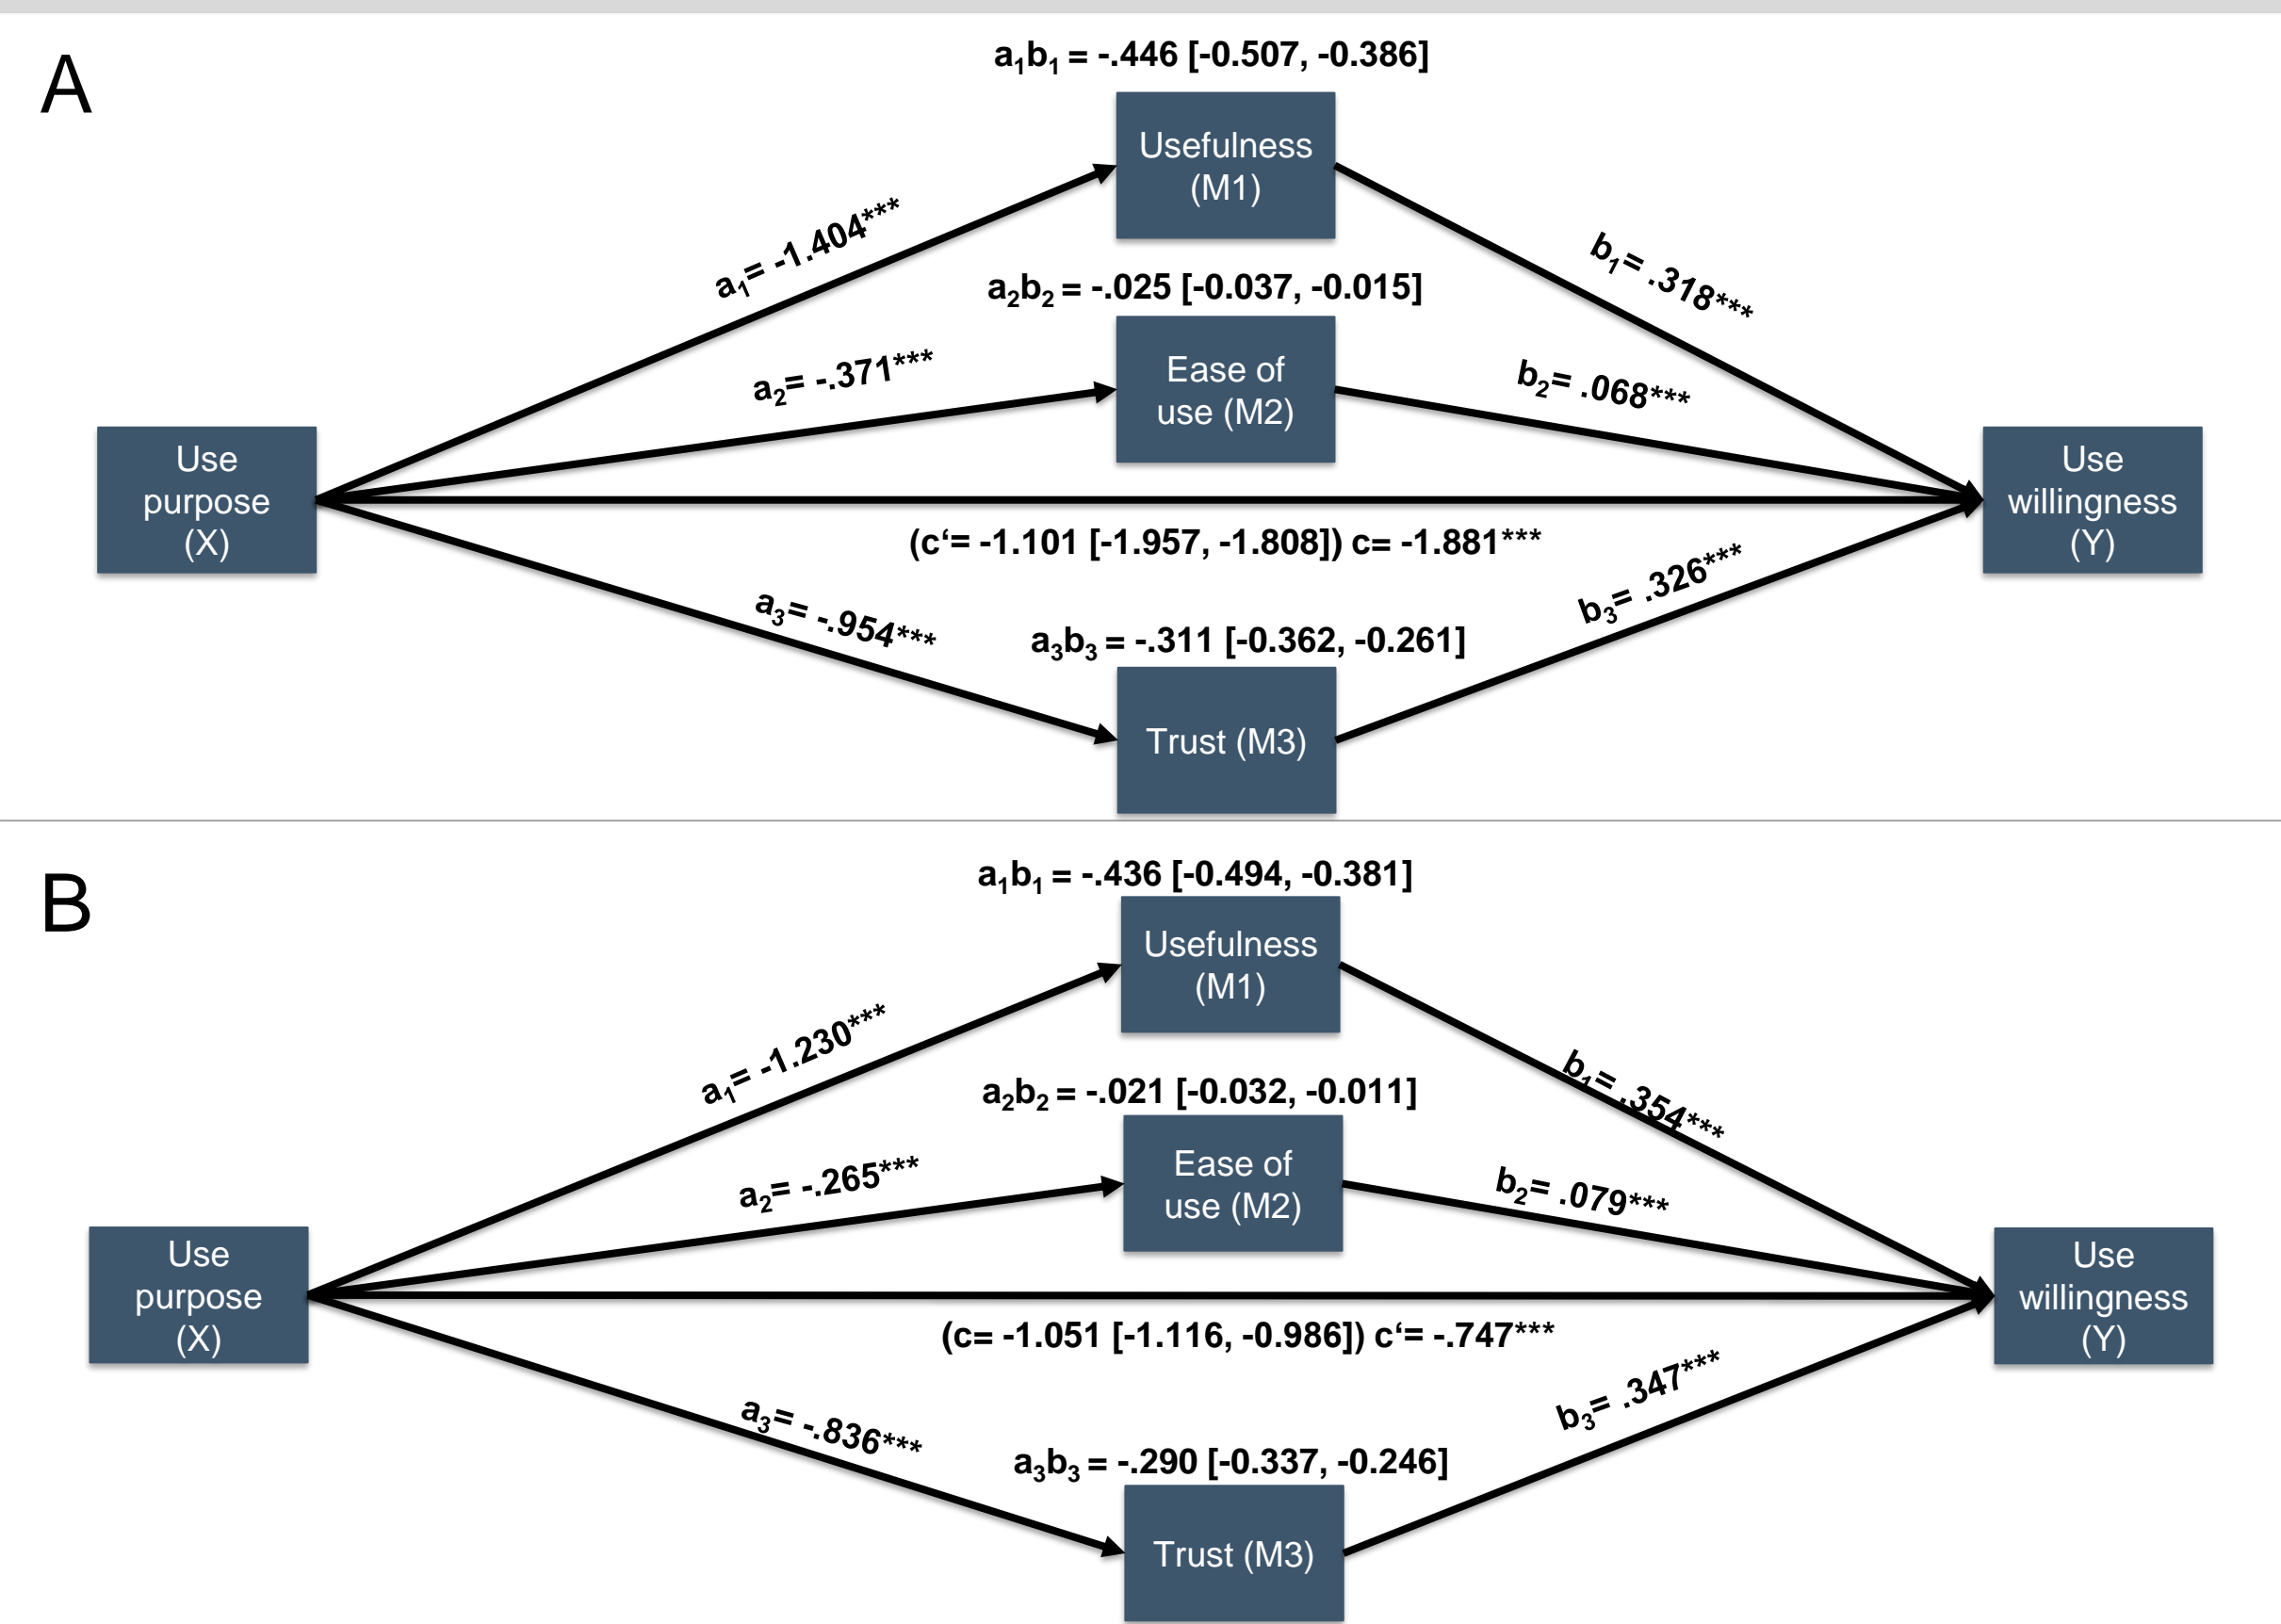 A
a₁b₁ = -.446 [-0.507, -0.386]
Usefulness
(M1)
a₁= -1.404***
b₁= .318***
a₂b₂ = -.025 [-0.037, -0.015]
Ease of
use (M2)
a₂= -.371***
b₂= .068***
Use
purpose
(X)
Use
willingness
(Y)
(c‘= -1.101 [-1.957, -1.808]) c= -1.881***
a₃= -.954***
b₃= .326***
a₃b₃ = -.311 [-0.362, -0.261]
Trust (M3)
B
a₁b₁ = -.436 [-0.494, -0.381]
Usefulness
(M1)
a₁= -1.230***
b₁= .354***
a₂b₂ = -.021 [-0.032, -0.011]
Ease of
use (M2)
a₂= -.265***
b₂= .079***
Use
purpose
(X)
Use
willingness
(Y)
(c= -1.051 [-1.116, -0.986]) c‘= -.747***
a₃= -.836***
b₃= .347***
a₃b₃ = -.290 [-0.337, -0.246]
Trust (M3)